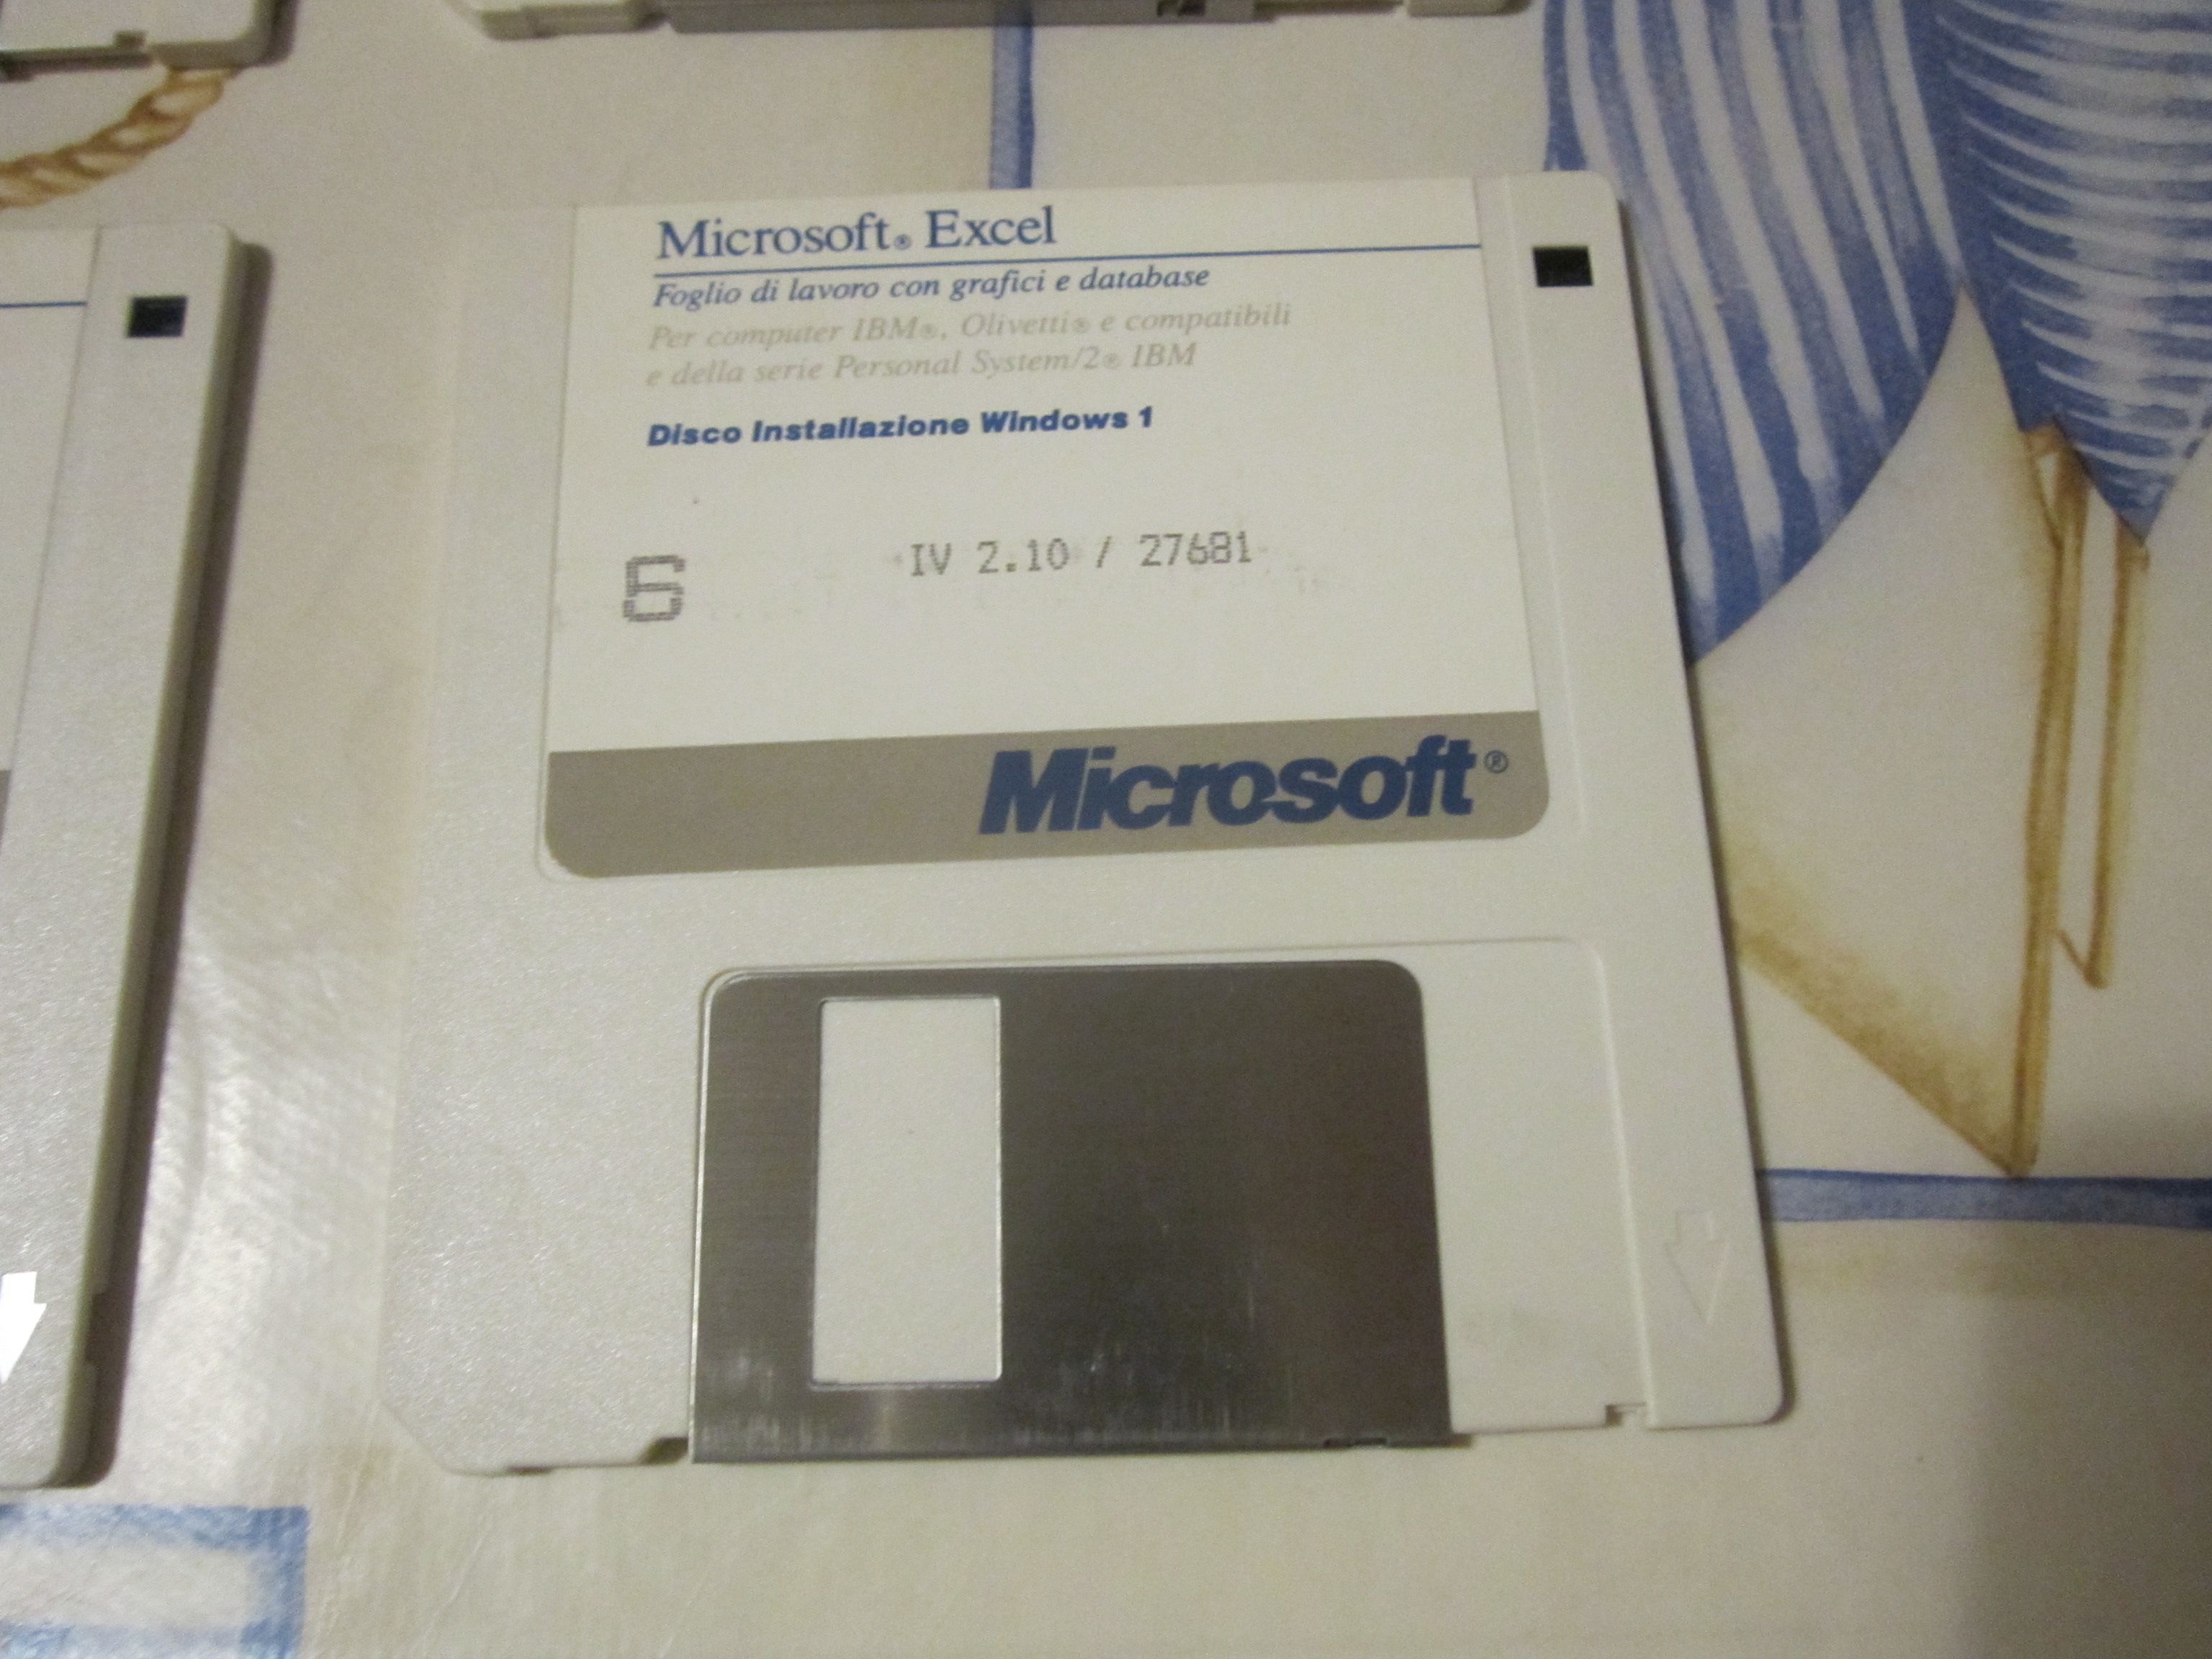 Microsoft® Excel
Foglio di lavoro con grafici e database
Per computer IBM®, Olivetti® e compatibili
e della serie Personal System/2® IBM
Disco Installazione Windows 1
IV 2.10 / 27681
6
Microsoft®